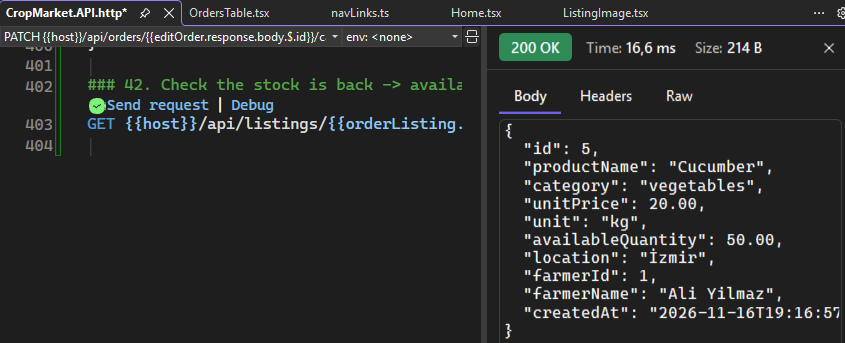 CropMarket.API.http* OrdersTable.tsx navLinks.ts Home.tsx ListingImage.tsx
PATCH {{host}}/api/orders/{{editOrder.response.body.$.id}}/c env: <none>
400 }
401
402 ### 42. Check the stock is back -> availa
Send request | Debug
403 GET {{host}}/api/listings/{{orderListing.
404
200 OK Time: 16,6 ms Size: 214 B
Body Headers Raw
{
"id": 5,
"productName": "Cucumber",
"category": "vegetables",
"unitPrice": 20.00,
"unit": "kg",
"availableQuantity": 50.00,
"location": "İzmir",
"farmerId": 1,
"farmerName": "Ali Yilmaz",
"createdAt": "2026-11-16T19:16:57
}